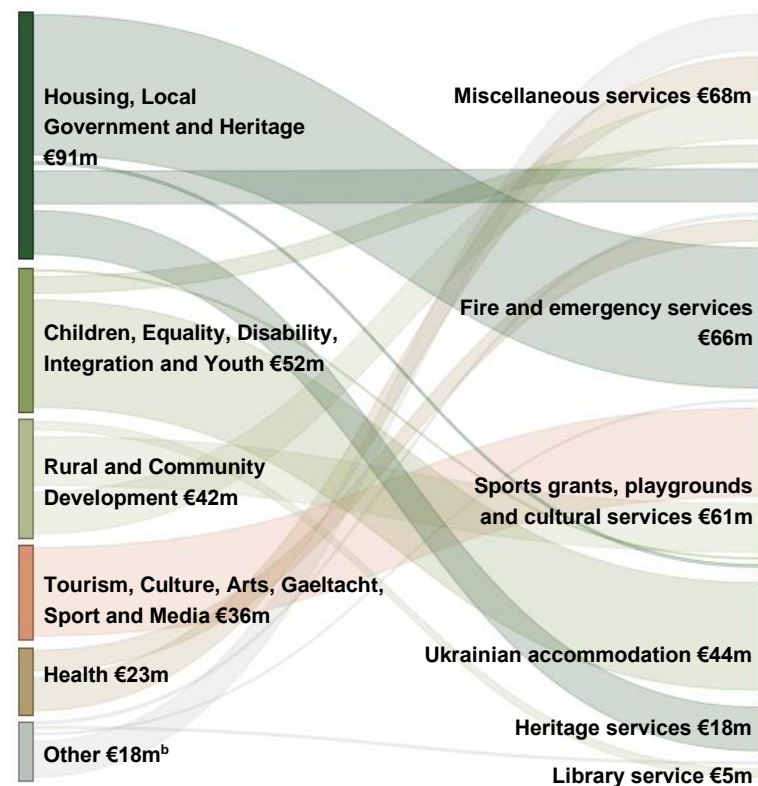 Housing, Local
Government and Heritage
€91m
Children, Equality, Disability,
Integration and Youth €52m
Rural and Community
Development €42m
Tourism, Culture, Arts, Gaeltacht,
Sport and Media €36m
Health €23m
Other €18mᵇ
Miscellaneous services €68m
Fire and emergency services
€66m
Sports grants, playgrounds
and cultural services €61m
Ukrainian accommodation €44m
Heritage services €18m
Library service €5m